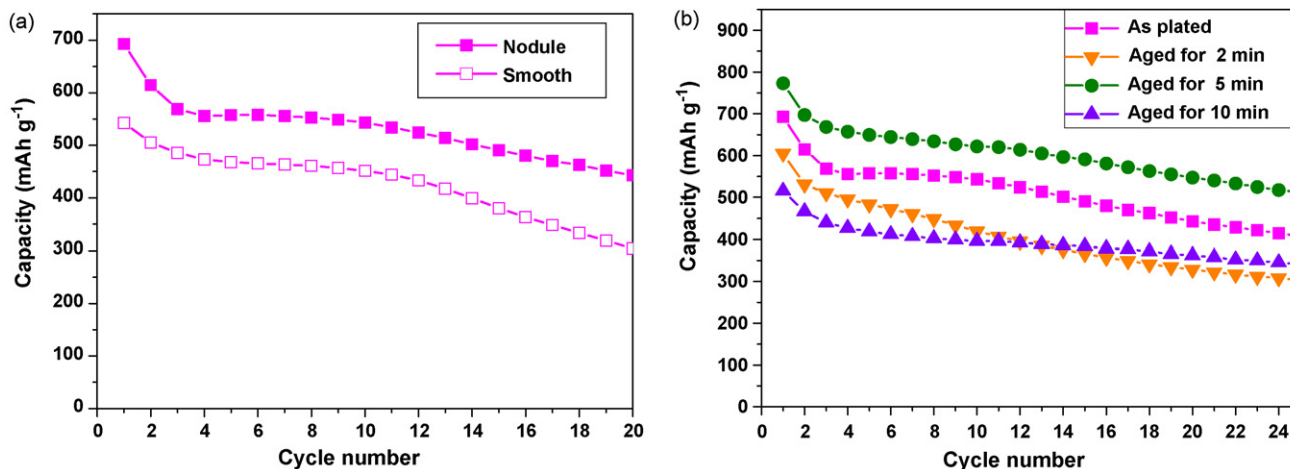 (a)
700
600
500
400
300
200
100
0
Capacity (mAh g-1)
0 2 4 6 8 10 12 14 16 18 20
Cycle number
Nodule
Smooth
(b)
950
900
800
700
600
500
400
300
200
100
0
Capacity (mAh g-1)
0 2 4 6 8 10 12 14 16 18 20 22 24
Cycle number
As plated
Aged for 2 min
Aged for 5 min
Aged for 10 min